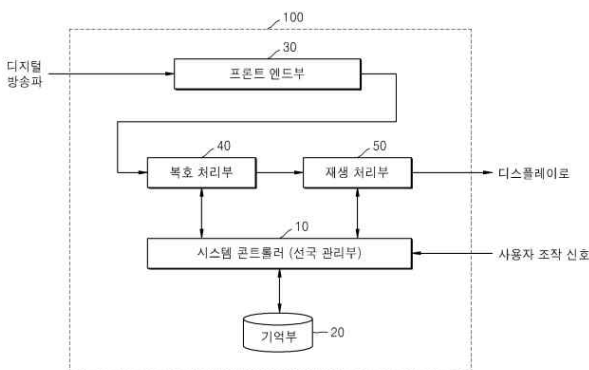 100
30
디지털
방송파
프론트 엔드부
40
50
복호 처리부
재생 처리부
디스플레이로
10
시스템 콘트롤러 (선국 관리부)
사용자 조작 신호
기억부
20